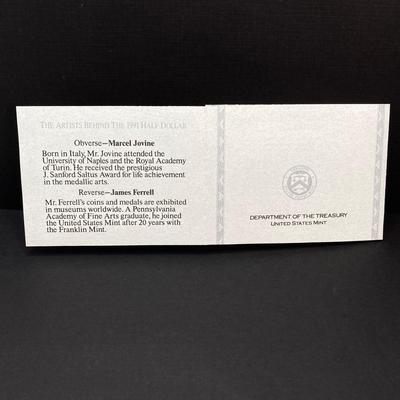 THE ARTISTS BEHIND THE 1991 HALF DOLLAR
Obverse—Marcel Jovine
Born in Italy, Mr. Jovine attended the
University of Naples and the Royal Academy
of Turin. He received the prestigious
J. Sanford Saltus Award for life achievement
in the medallic arts.
Reverse—James Ferrell
Mr. Ferrell's coins and medals are exhibited
in museums worldwide. A Pennsylvania
Academy of Fine Arts graduate, he joined
the United States Mint after 20 years with
the Franklin Mint.
DEPARTMENT OF THE TREASURY
UNITED STATES MINT